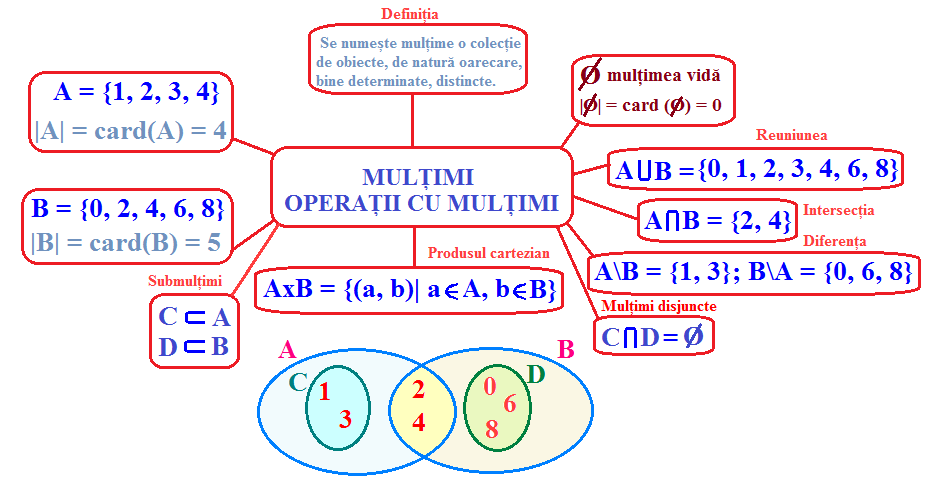 Definiția
Se numește mulțime o colecție
de obiecte, de natură oarecare,
bine determinate, distincte.
A = {1, 2, 3, 4}
|A| = card(A) = 4
Ø mulțimea vidă
|Ø| = card (Ø) = 0
MULȚIMI
OPERAȚII CU MULȚIMI
Reuniunea
A⋃B = {0, 1, 2, 3, 4, 6, 8}
B = {0, 2, 4, 6, 8}
|B| = card(B) = 5
A⋂B = {2, 4}
Intersecția
Diferența
A\B = {1, 3}; B\A = {0, 6, 8}
Produsul cartezian
AxB = {(a, b)| a∈A, b∈B}
Submulțimi
C ⊂ A
D ⊂ B
Mulțimi disjuncte
C⋂D = Ø
A
B
C
D
1
3
2
4
0
6
8